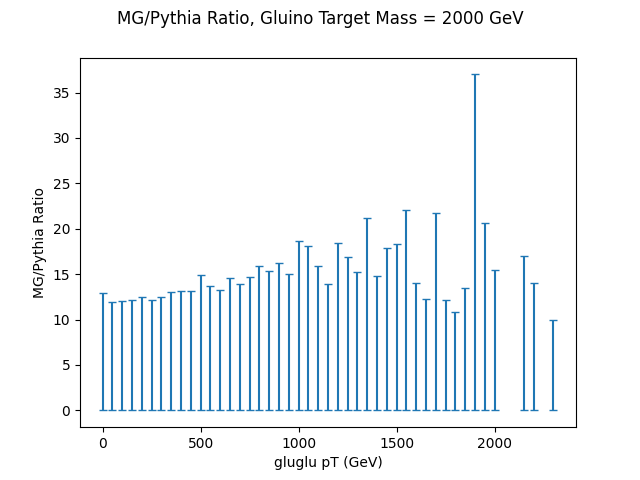 MG/Pythia Ratio, Gluino Target Mass = 2000 GeV
35
30
25
20
15
10
5
0
MG/Pythia Ratio
0 500 1000 1500 2000
gluglu pT (GeV)